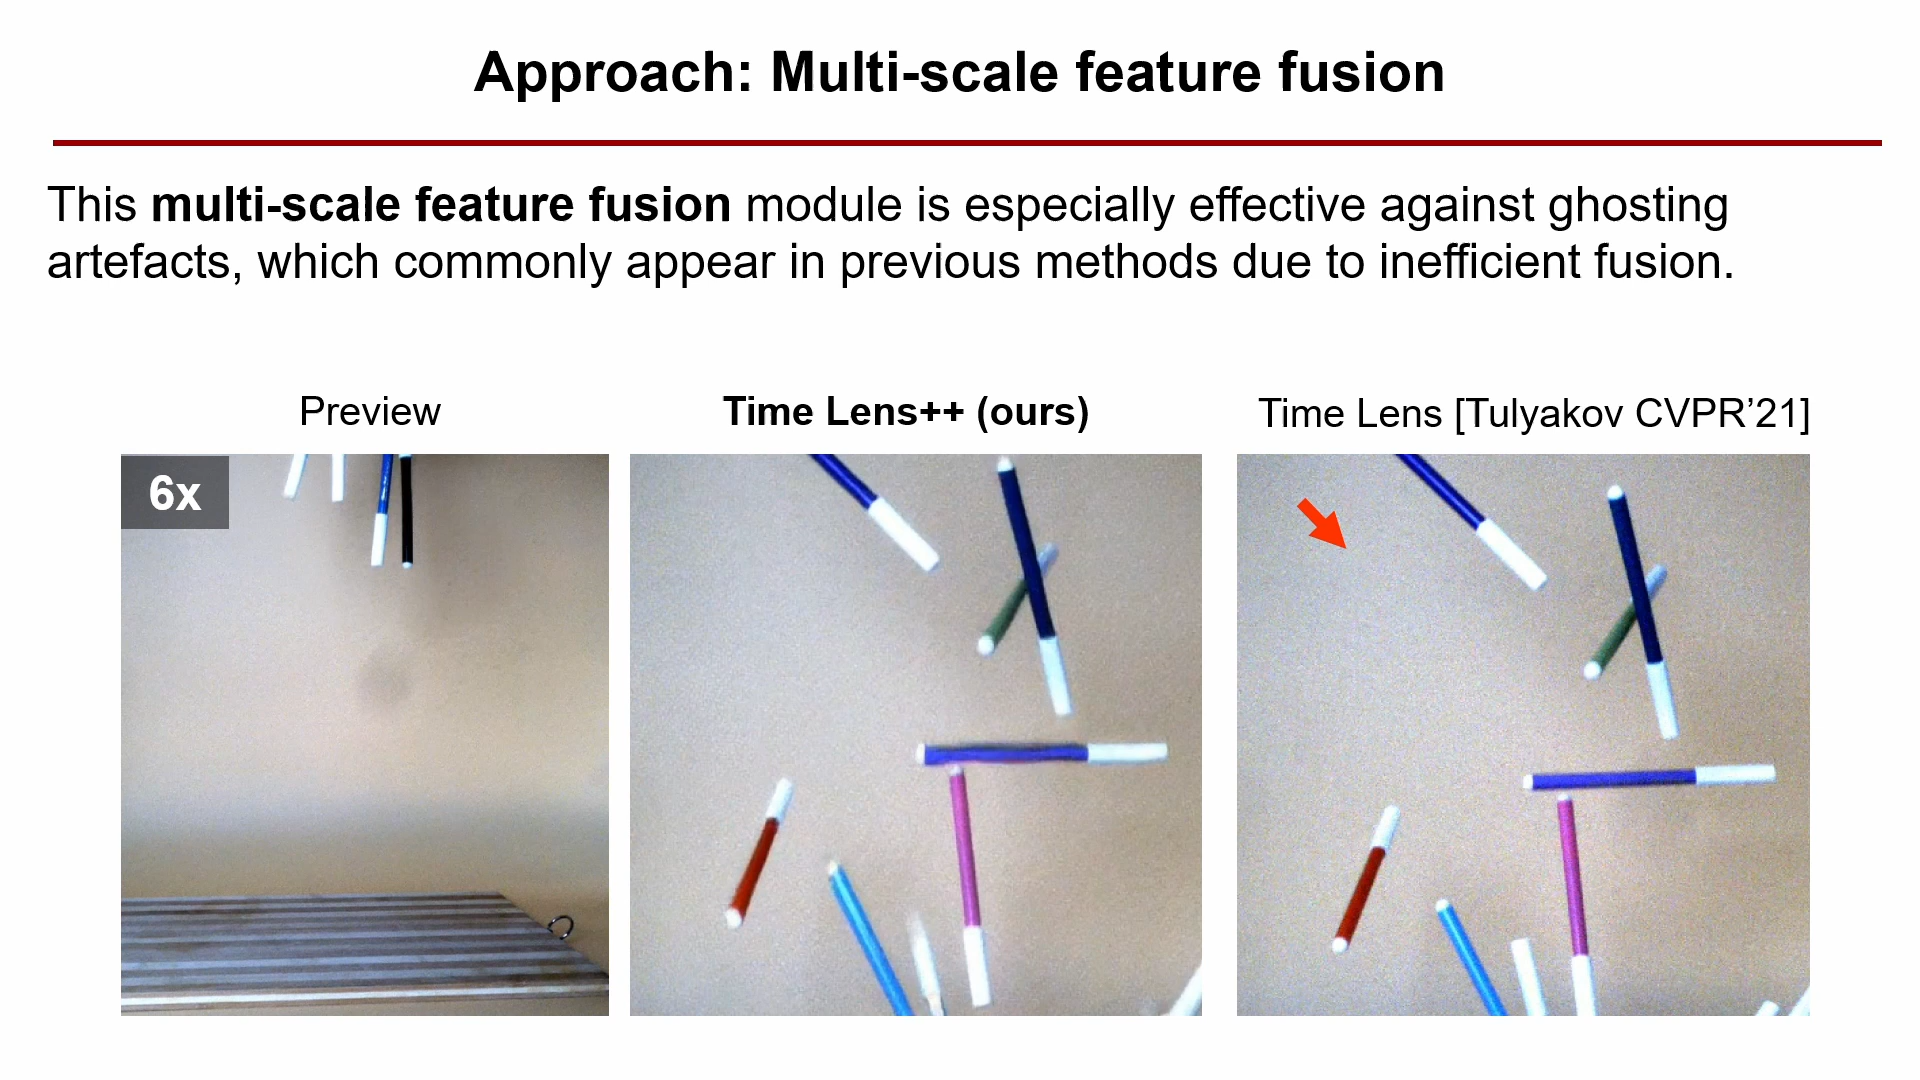 Approach: Multi-scale feature fusion
This multi-scale feature fusion module is especially effective against ghosting
artefacts, which commonly appear in previous methods due to inefficient fusion.
Preview
Time Lens++ (ours)
Time Lens [Tulyakov CVPR’21]
6x